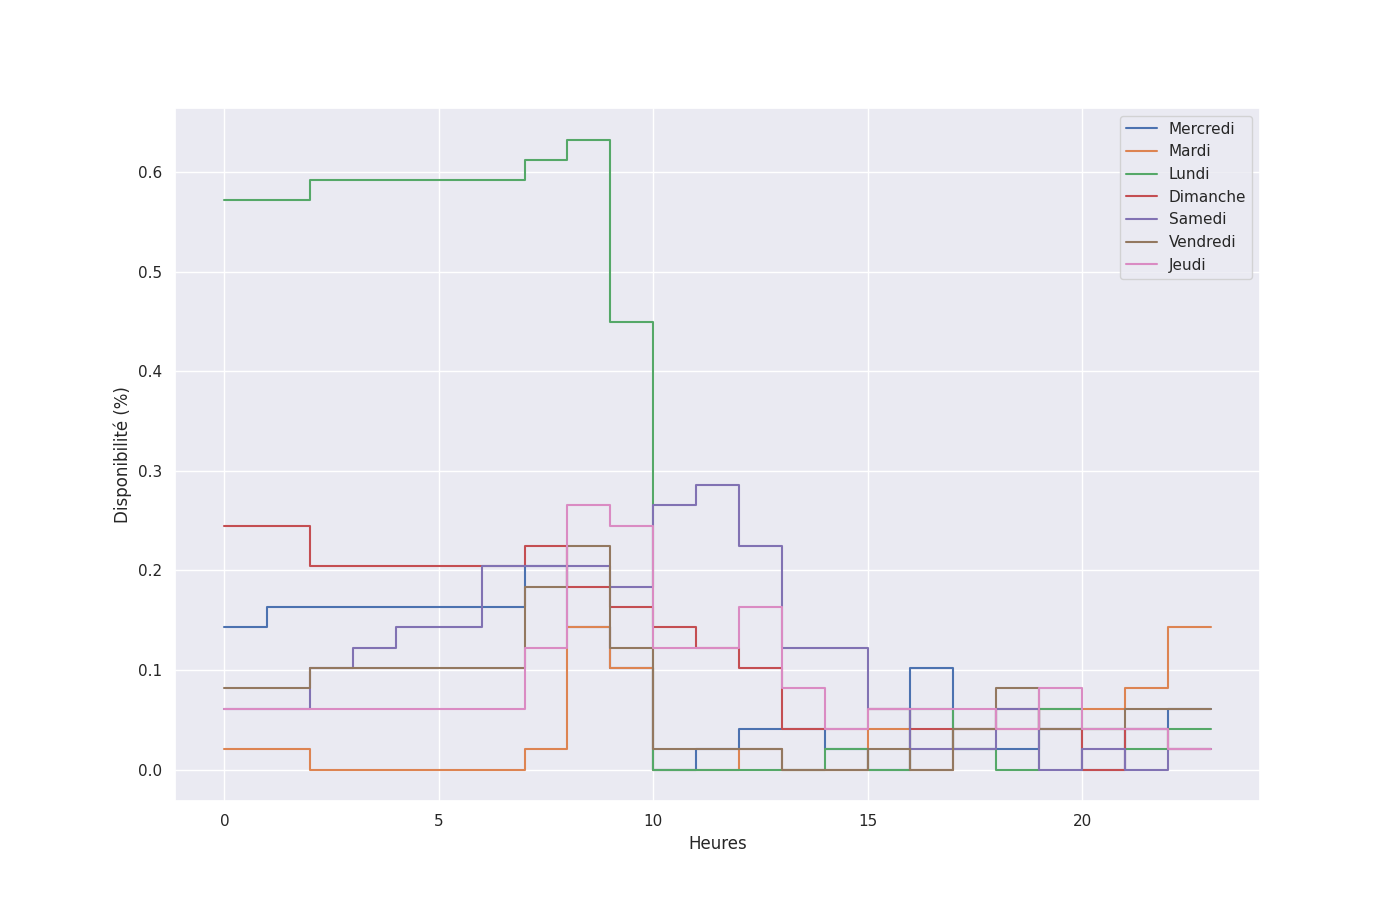 Mercredi
Mardi
Lundi
Dimanche
Samedi
Vendredi
Jeudi
0.6
0.5
0.4
0.3
0.2
0.1
0.0
Disponibilité (%)
0 5 10 15 20
Heures